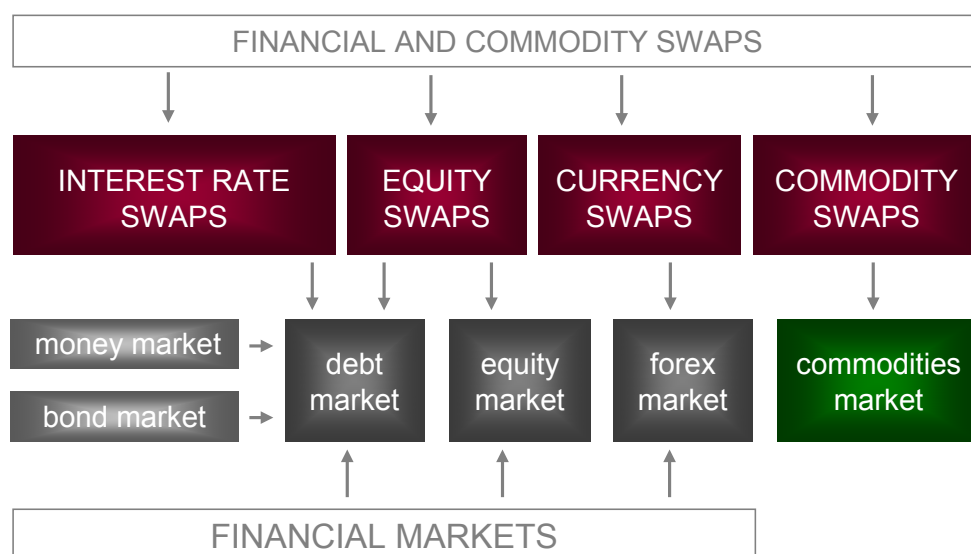 FINANCIAL AND COMMODITY SWAPS
INTEREST RATE
SWAPS
EQUITY
SWAPS
CURRENCY
SWAPS
COMMODITY
SWAPS
money market
bond market
debt
market
equity
market
forex
market
commodities
market
FINANCIAL MARKETS